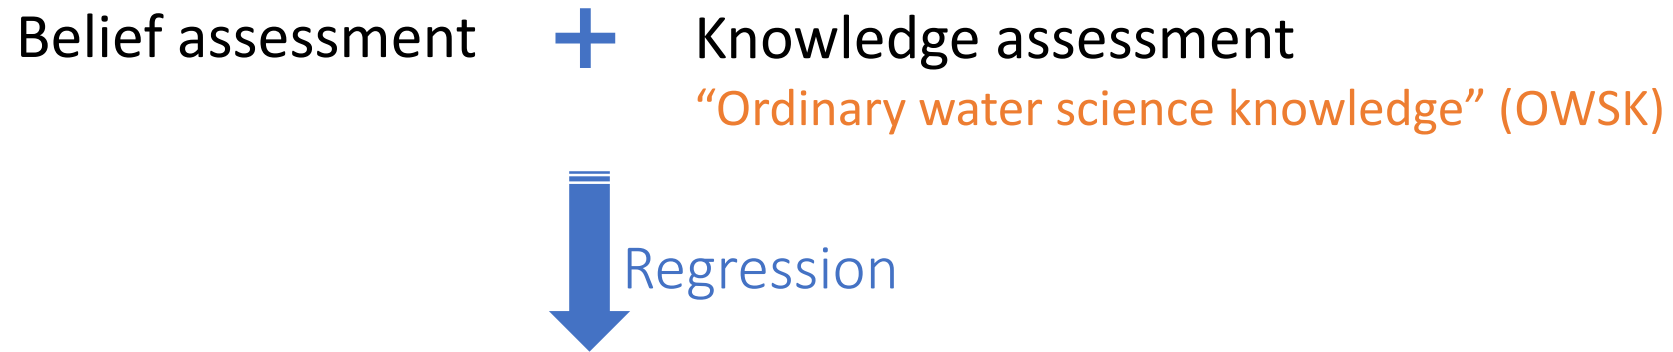 Belief assessment + Knowledge assessment
“Ordinary water science knowledge” (OWSK)
Regression